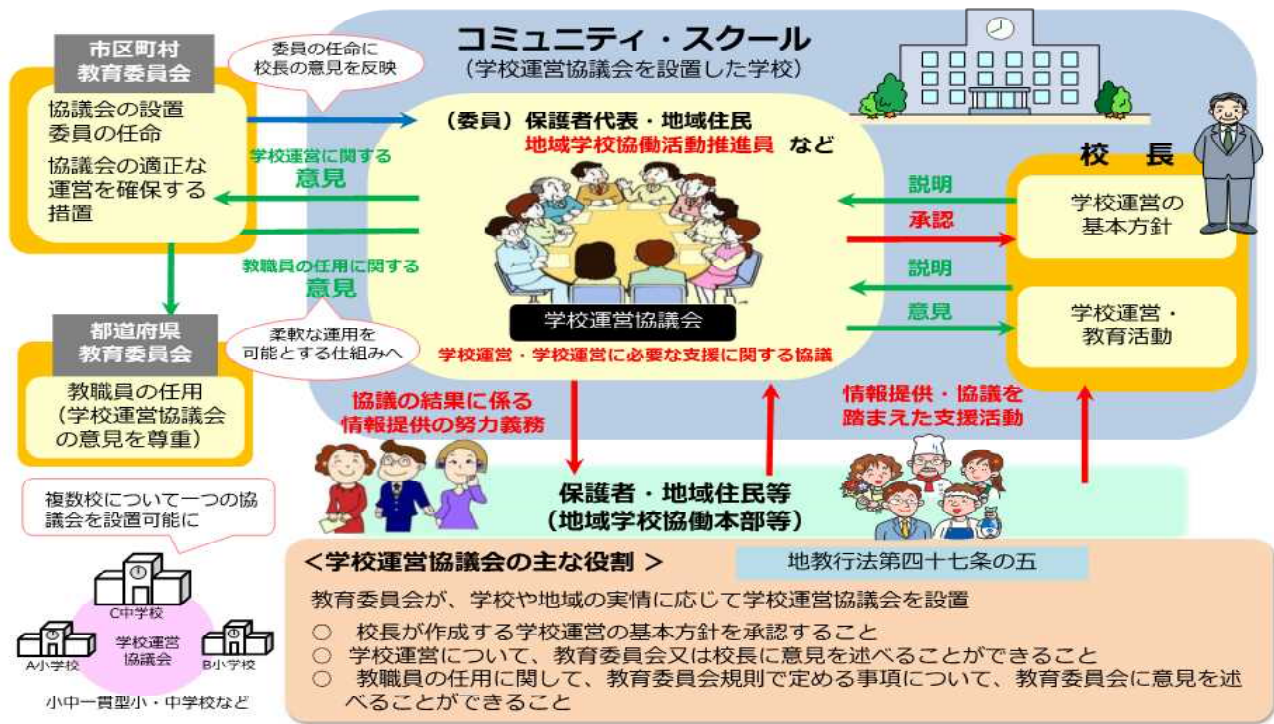 コミュニティ・スクール
（学校運営協議会を設置した学校）
市区町村
教育委員会
協議会の設置
委員の任命
協議会の適正な
運営を確保する
措置
委員の任命に
校長の意見を反映
学校運営に関する
意見
教職員の任用に関する
意見
柔軟な運用を
可能とする仕組みへ
都道府県
教育委員会
教職員の任用
（学校運営協議会
の意見を尊重）
（委員）保護者代表・地域住民
地域学校協働活動推進員 など
学校運営協議会
学校運営・学校運営に必要な支援に関する協議
説明
承認
説明
意見
校 長
学校運営の
基本方針
学校運営・
教育活動
協議の結果に係る
情報提供の努力義務
情報提供・協議を
踏まえた支援活動
保護者・地域住民等
（地域学校協働本部等）
複数校について一つの協
議会を設置可能に
C中学校
学校運営
協議会
A小学校
B小学校
小中一貫型小・中学校など
＜学校運営協議会の主な役割 ＞
地教行法第四十七条の五
教育委員会が、学校や地域の実情に応じて学校運営協議会を設置
○ 校長が作成する学校運営の基本方針を承認すること
○ 学校運営について、教育委員会又は校長に意見を述べることができること
○ 教職員の任用に関して、教育委員会規則で定める事項について、教育委員会に意見を述
べることができること